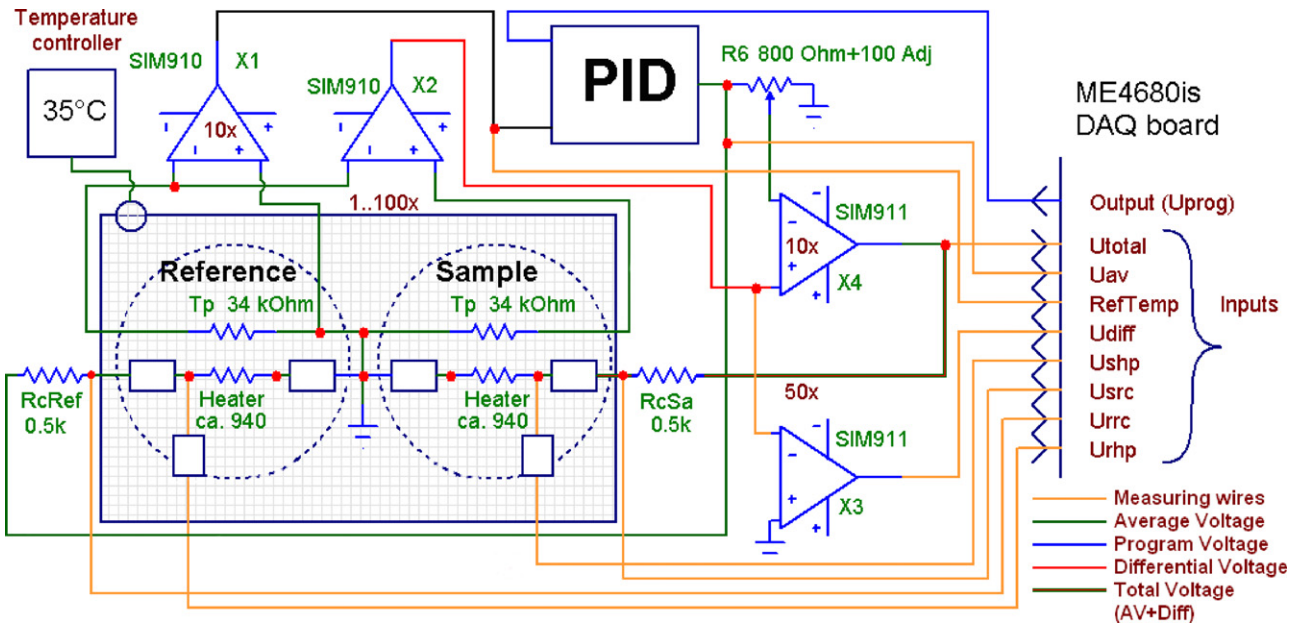 Temperature
controller
35°C
SIM910 X1
10x
SIM910 X2
1..100x
PID
R6 800 Ohm+100 Adj
ME4680is
DAQ board
SIM911
10x
X4
Reference
Tp 34 kOhm
Sample
Tp 34 kOhm
RcRef
0.5k
Heater
ca. 940
Heater
ca. 940
RcSa
0.5k
50x
SIM911
X3
Output (Uprog)
Utotal
Uav
RefTemp
Udiff
Ushp
Usrc
Urrc
Urhp
Inputs
Measuring wires
Average Voltage
Program Voltage
Differential Voltage
Total Voltage
(AV+Diff)